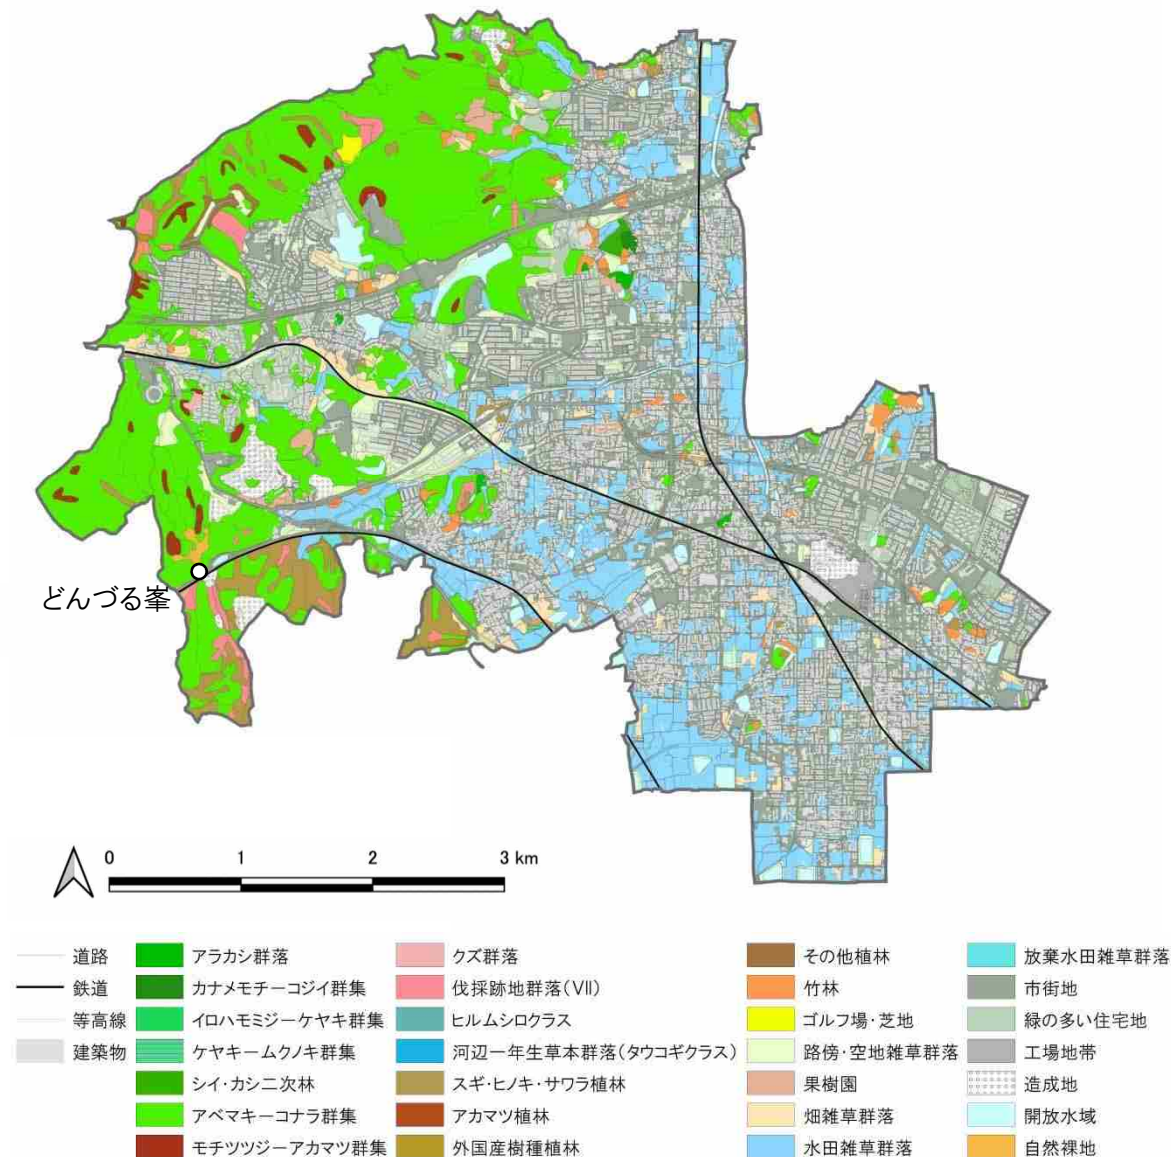 どんづる峯
0 1 2 3 km
道路
鉄道
等高線
建築物
アラカシ群落
カナメモチーコジイ群集
イロハモミジーケヤキ群集
ケヤキームクノキ群集
シイ・カシ二次林
アベマキーコナラ群集
モチツツジーアカマツ群集
クズ群落
伐採跡地群落(VII)
ヒルムシロクラス
河辺一年生草本群落(タウコギクラス)
スギ・ヒノキ・サワラ植林
アカマツ植林
外国産樹種植林
その他植林
竹林
ゴルフ場・芝地
路傍・空地雑草群落
果樹園
畑雑草群落
水田雑草群落
放棄水田雑草群落
市街地
緑の多い住宅地
工場地帯
造成地
開放水域
自然裸地